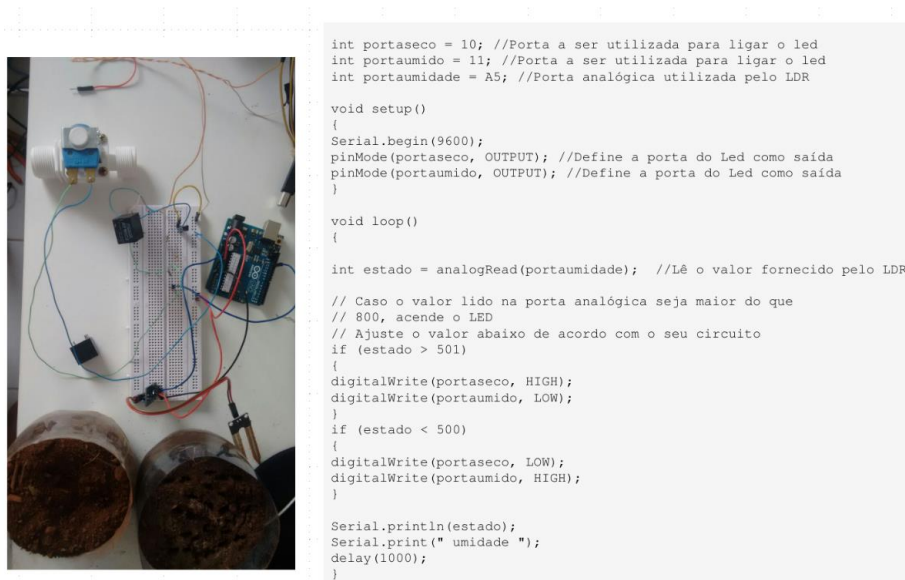 int portaseco = 10; //Porta a ser utilizada para ligar o led
int portaumido = 11; //Porta a ser utilizada para ligar o led
int portaumidade = A5; //Porta analógica utilizada pelo LDR
void setup()
{
Serial.begin(9600);
pinMode(portaseco, OUTPUT); //Define a porta do Led como saída
pinMode(portaumido, OUTPUT); //Define a porta do Led como saída
}
void loop()
{
int estado = analogRead(portaumidade); //Lê o valor fornecido pelo LDR
// Caso o valor lido na porta analógica seja maior do que
// 800, acende o LED
// Ajuste o valor abaixo de acordo com o seu circuito
if (estado > 501)
{
digitalWrite(portaseco, HIGH);
digitalWrite(portaumido, LOW);
}
if (estado < 500)
{
digitalWrite(portaseco, LOW);
digitalWrite(portaumido, HIGH);
}
Serial.println(estado);
Serial.print(" umidade ");
delay(1000);
}